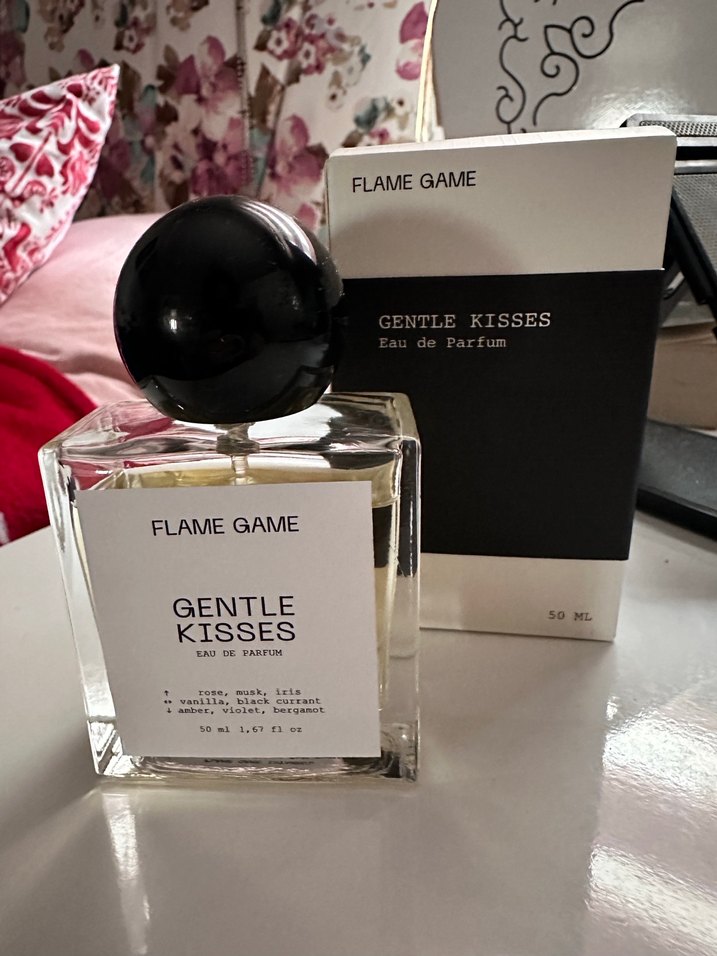 FLAME GAME
GENTLE KISSES
Eau de Parfum
50 ML
FLAME GAME
GENTLE
KISSES
EAU DE PARFUM
↑ rose, musk, iris
↔ vanilla, black currant
↓ amber, violet, bergamot
50 ml 1,67 fl oz